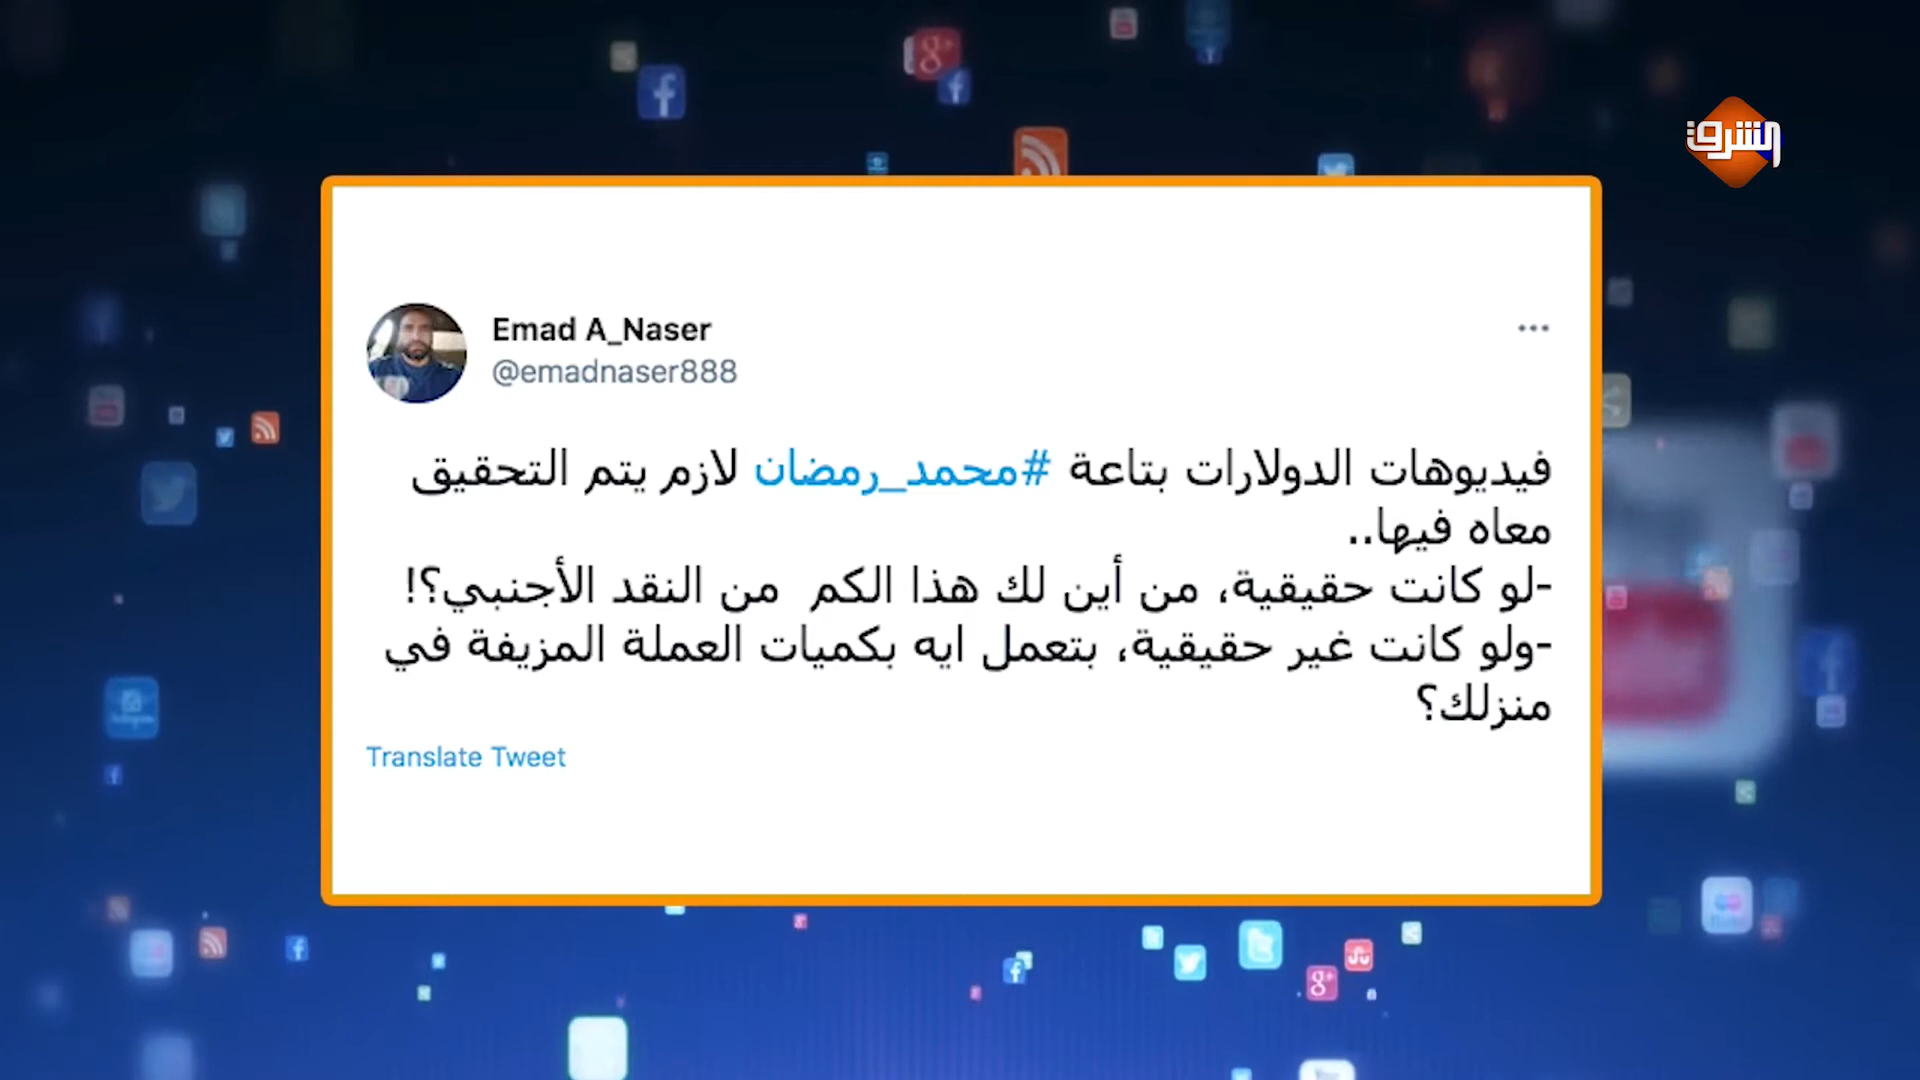 الشرق
Emad A_Naser
@emadnaser888
فيديوهات الدولارات بتاعة #محمد_رمضان لازم يتم التحقيق
معاه فيها..
-لو كانت حقيقية، من أين لك هذا الكم من النقد الأجنبي؟!
-ولو كانت غير حقيقية، بتعمل ايه بكميات العملة المزيفة في
منزلك؟
Translate Tweet